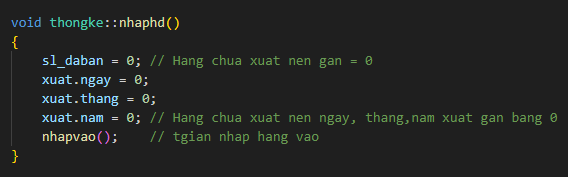 void thongke::nhaphd()
{
    sl_daban = 0; // Hang chua xuat nen gan = 0
    xuat.ngay = 0;
    xuat.thang = 0;
    xuat.nam = 0; // Hang chua xuat nen ngay, thang,nam xuat gan bang 0
    nhapvao();    // tgian nhap hang vao
}